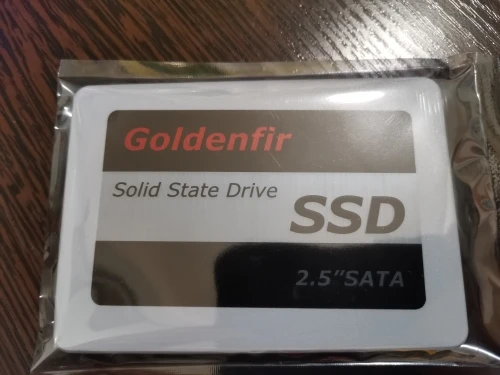 Goldenfir
Solid State Drive
SSD
2.5"SATA